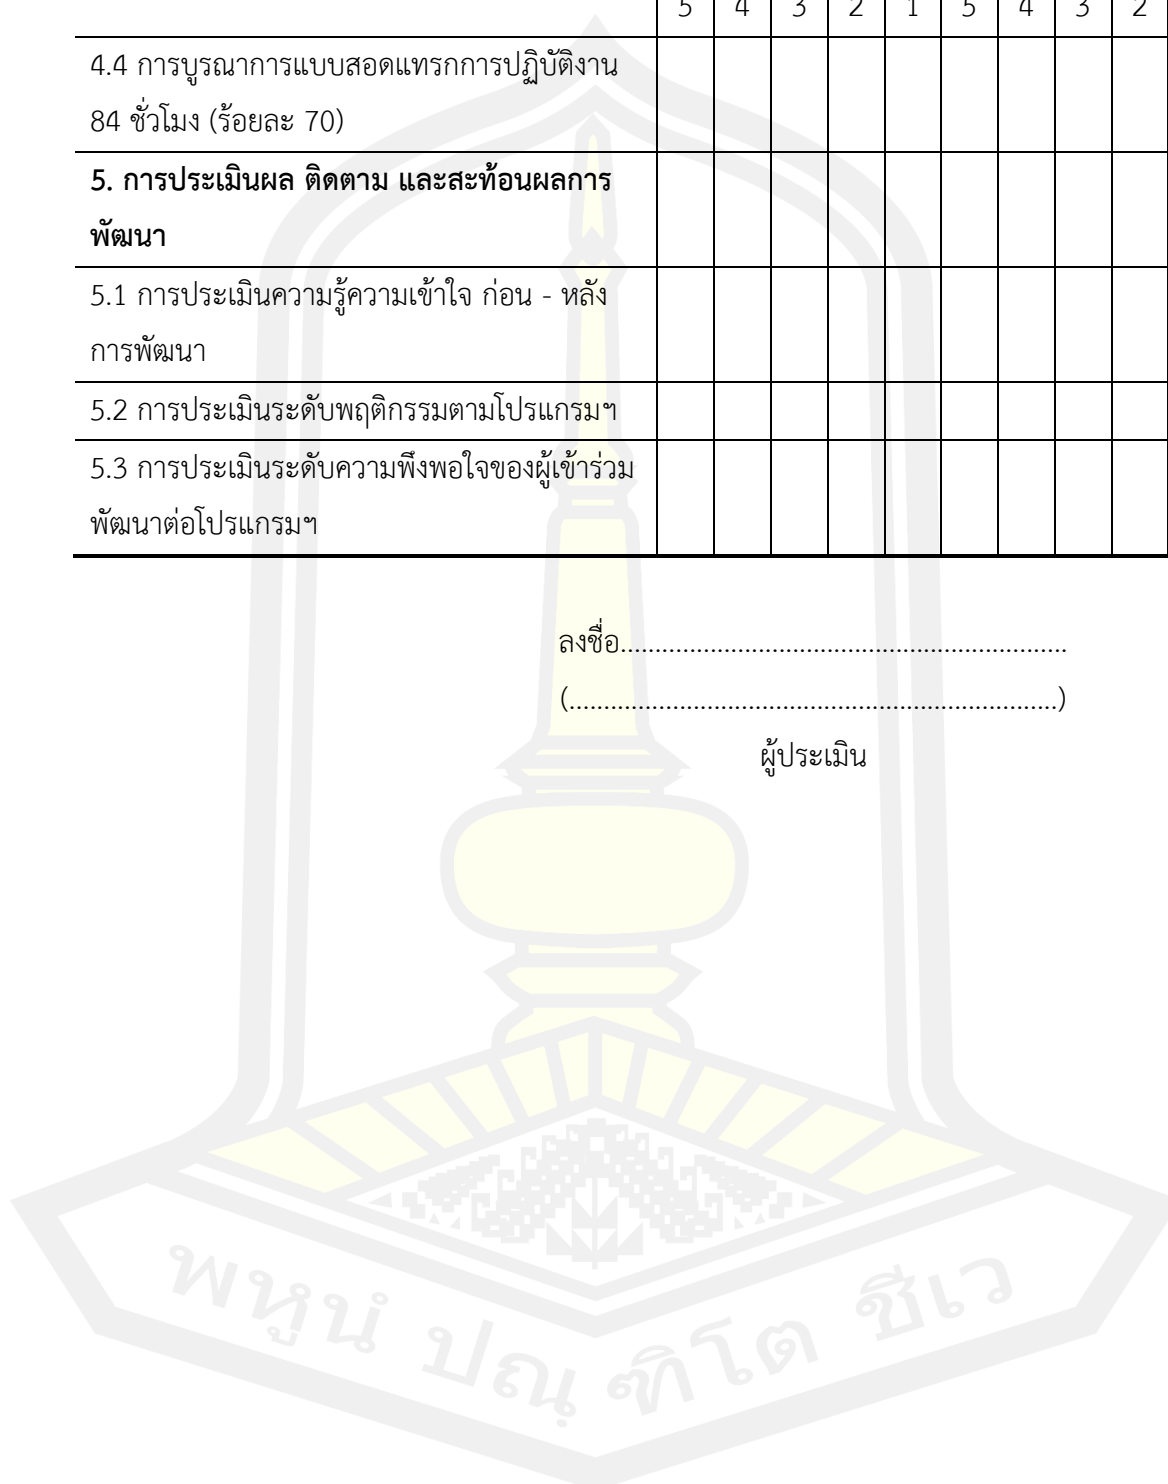 5 4 3 2 1 5 4 3 2
4.4 การบูรณาการแบบสอดแทรกการปฏิบัติงาน
84 ชั่วโมง (ร้อยละ 70)
5. การประเมินผล ติดตาม และสะท้อนผลการ
พัฒนา
5.1 การประเมินความรู้ความเข้าใจ ก่อน - หลัง
การพัฒนา
5.2 การประเมินระดับพฤติกรรมตามโปรแกรมฯ
5.3 การประเมินระดับความพึงพอใจของผู้เข้าร่วม
พัฒนาต่อโปรแกรมฯ
ลงชื่อ.................................................................
(.......................................................................)
ผู้ประเมิน
พหูนํ ปณฺฑิโต ชีเว